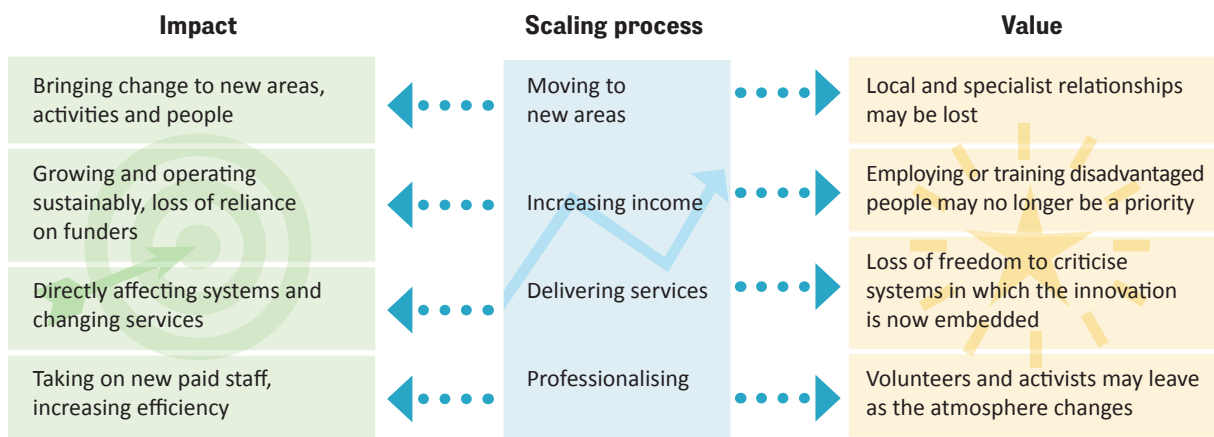 Impact
Scaling process
Value
Bringing change to new areas,
activities and people
Moving to
new areas
Local and specialist relationships
may be lost
Growing and operating
sustainably, loss of reliance
on funders
Increasing income
Employing or training disadvantaged
people may no longer be a priority
Directly affecting systems and
changing services
Delivering services
Loss of freedom to criticise
systems in which the innovation
is now embedded
Taking on new paid staff,
increasing efficiency
Professionalising
Volunteers and activists may leave
as the atmosphere changes